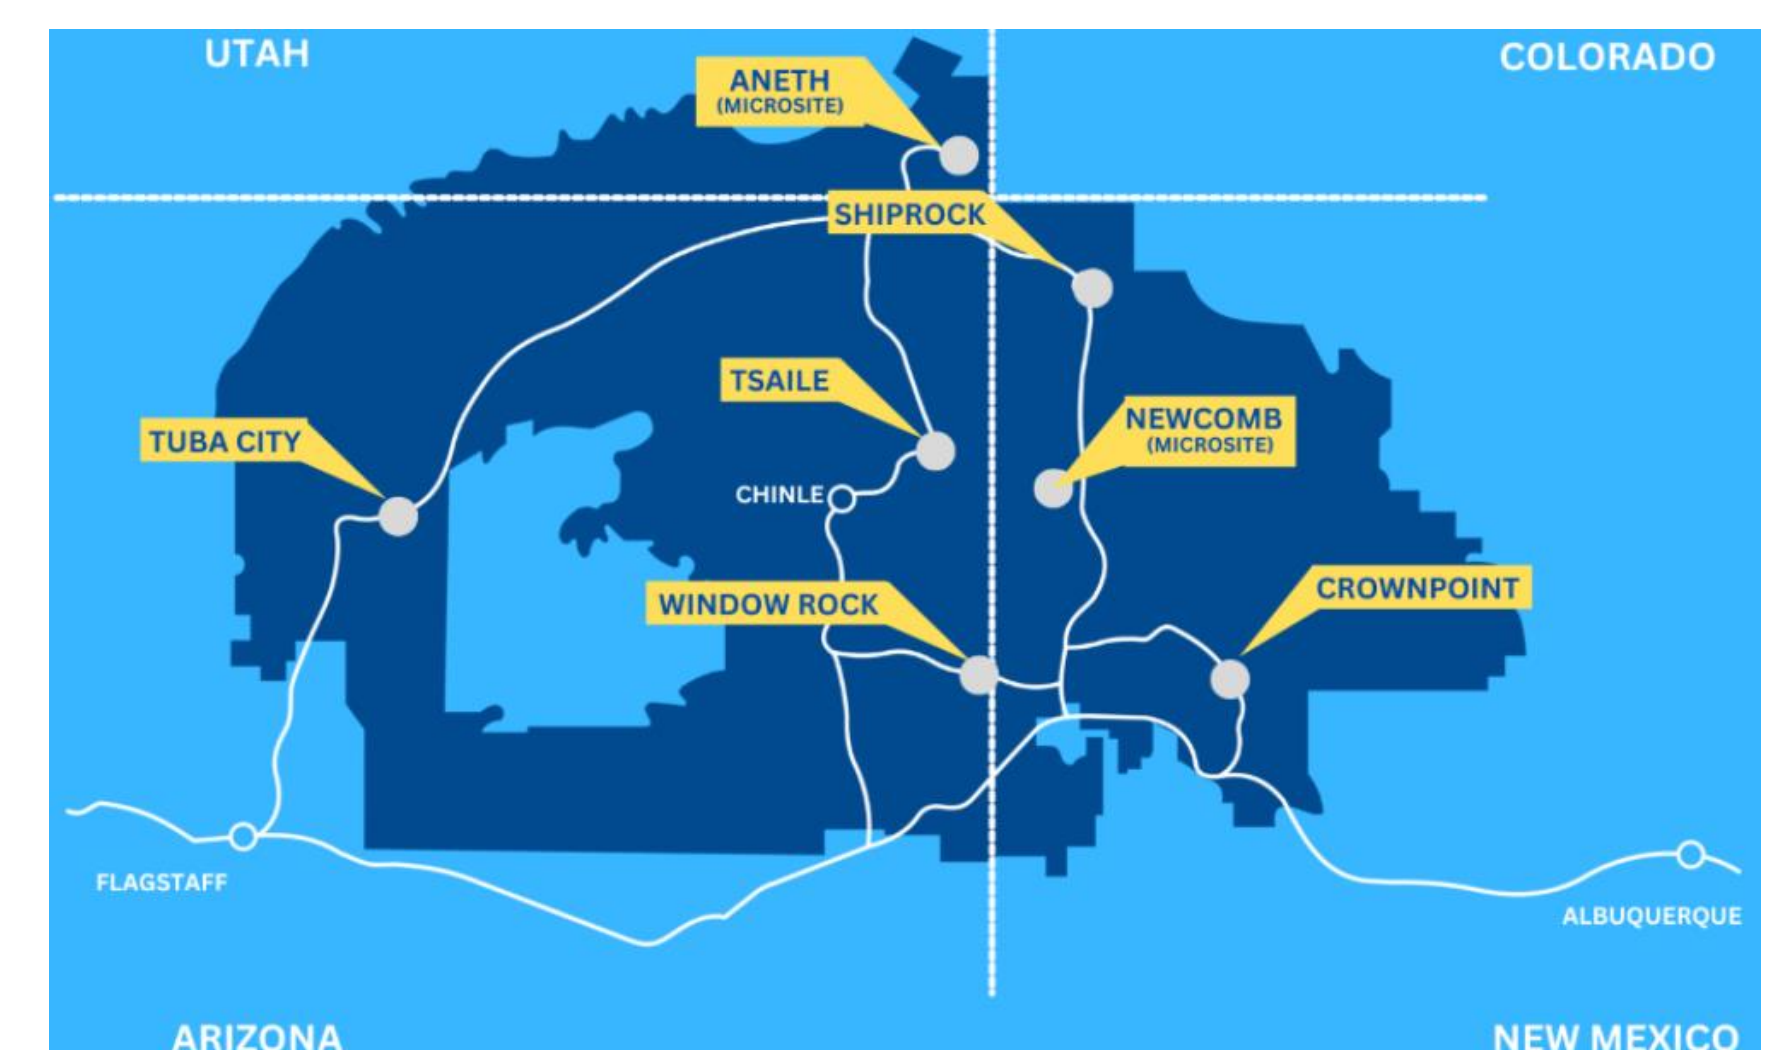 UTAH
COLORADO
ANETH
(MICROSITE)
SHIPROCK
TSAILE
NEWCOMB
(MICROSITE)
TUBA CITY
CHINLE
WINDOW ROCK
CROWNPOINT
FLAGSTAFF
ALBUQUERQUE
ARIZONA
NEW MEXICO